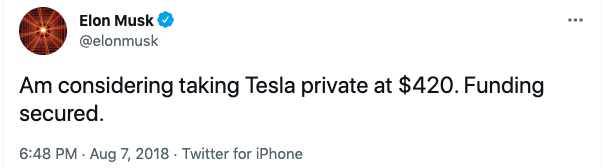 Elon Musk
@elonmusk
Am considering taking Tesla private at $420. Funding
secured.
6:48 PM · Aug 7, 2018 · Twitter for iPhone